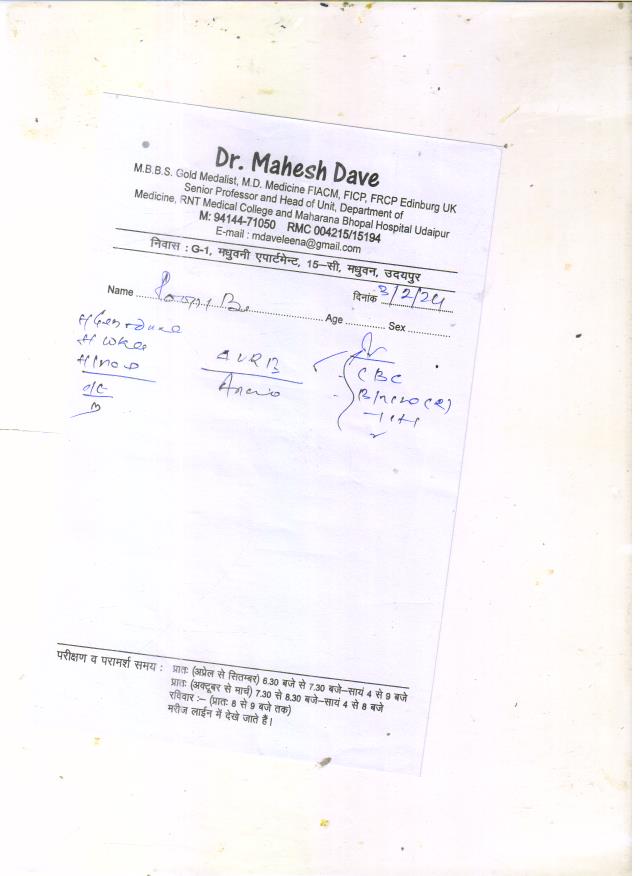 Dr. Mahesh Dave
M.B.B.S. Gold Medalist, M.D. Medicine FIACM, FICP, FRCP Edinburg UK
Senior Professor and Head of Unit, Department of
Medicine, RNT Medical College and Maharana Bhopal Hospital Udaipur
M: 94144-71050 RMC 004215/15194
E-mail : mdaveleena@gmail.com
निवास : G-1, मधुवनी एपार्टमेन्ट, 15–सी, मधुवन, उदयपुर
Name दिनांक 3/2/24
Age Sex
CBC
परीक्षण व परामर्श समय : प्रातः (अप्रेल से सितम्बर) 6.30 बजे से 7.30 बजे–सायं 4 से 9 बजे
प्रातः (अक्टूबर से मार्च) 7.30 से 8.30 बजे–सायं 4 से 8 बजे
रविवार :– (प्रातः 8 से 9 बजे तक)
मरीज लाईन में देखे जाते हैं।